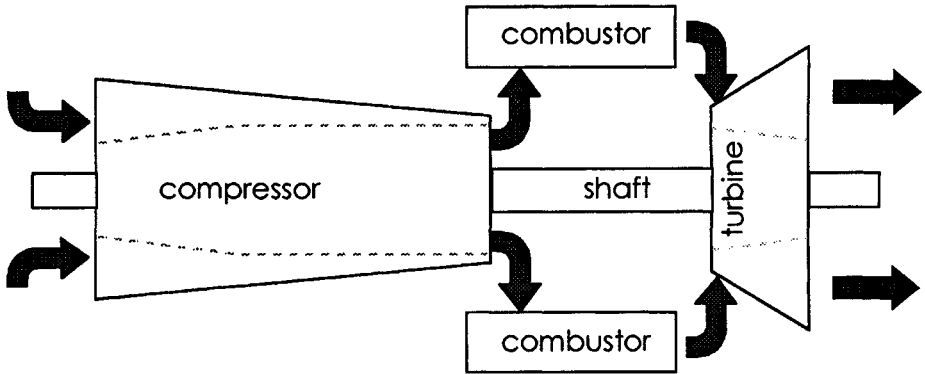 combustor
compressor
shaft
turbine
combustor